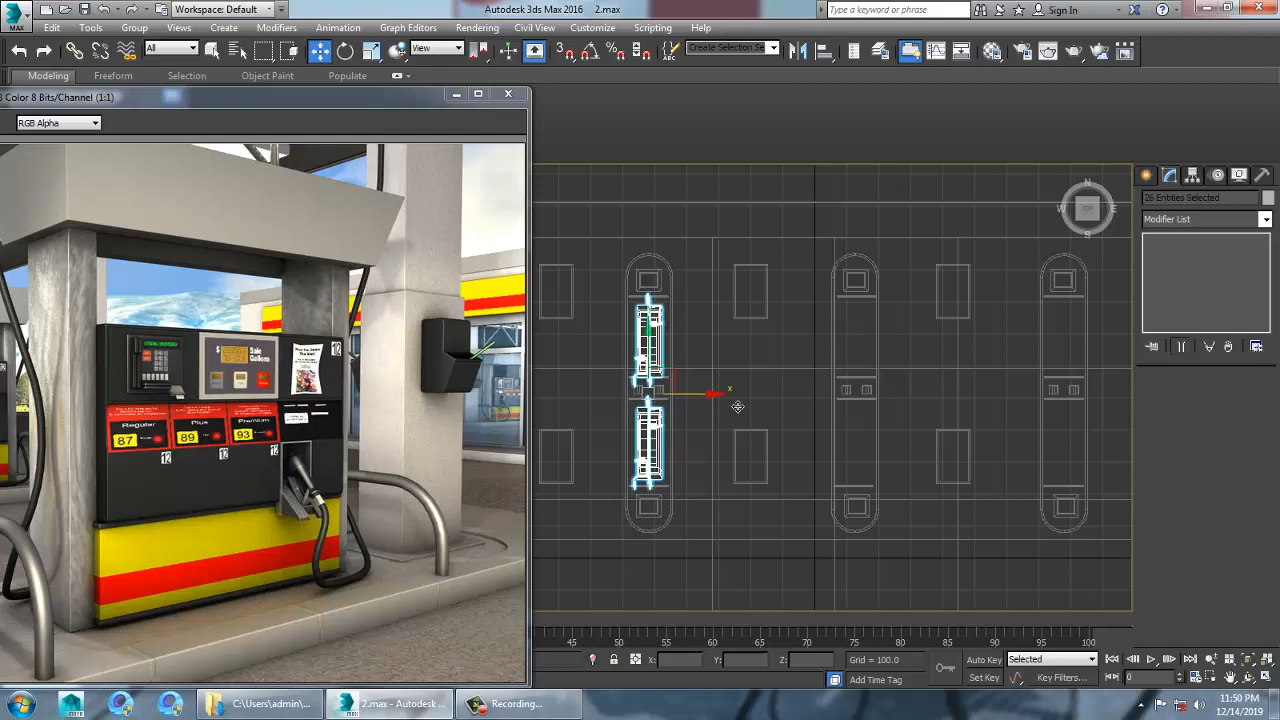 MAX
Workspace: Default
Autodesk 3ds Max 2016
2.max
Type a keyword or phrase
Sign In
Edit
Tools
Group
Views
Create
Modifiers
Animation
Graph Editors
Rendering
Civil View
Customize
Scripting
Help
All
View
Create Selection Se
Modeling
Freeform
Selection
Object Paint
Populate
Color 8 Bits/Channel (1:1)
RGB Alpha
26 Entities Selected
Modifier List
N
W
E
S
TOP
x
Sale
Gallons
12
Regular
Plus
Premium
87
89
93
12
12
12
45
50
55
60
65
70
75
80
85
90
95
100
X:
Y:
Z:
Grid = 100.0
Auto Key
Selected
Add Time Tag
Set Key
Key Filters...
0
C:\Users\admin\...
2.max - Autodesk ...
Recording...
11:50 PM
12/14/2019